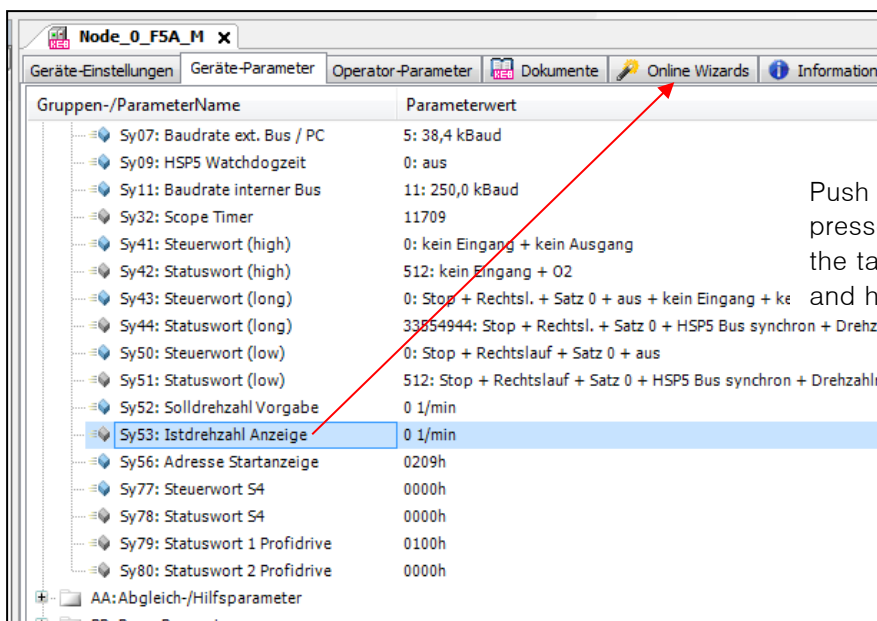 KEB Node_0_F5A_M x
Geräte-Einstellungen Geräte-Parameter Operator-Parameter KEB Dokumente Online Wizards i Information
Gruppen-/ParameterName Parameterwert
Sy07: Baudrate ext. Bus / PC 5: 38,4 kBaud
Sy09: HSP5 Watchdogzeit 0: aus
Sy11: Baudrate interner Bus 11: 250,0 kBaud
Sy32: Scope Timer 11709
Sy41: Steuerwort (high) 0: kein Eingang + kein Ausgang
Sy42: Statuswort (high) 512: kein Eingang + O2
Sy43: Steuerwort (long) 0: Stop + Rechtsl. + Satz 0 + aus + kein Eingang + ke
Sy44: Statuswort (long) 33554944: Stop + Rechtsl. + Satz 0 + HSP5 Bus synchron + Drehz
Sy50: Steuerwort (low) 0: Stop + Rechtslauf + Satz 0 + aus
Sy51: Statuswort (low) 512: Stop + Rechtslauf + Satz 0 + HSP5 Bus synchron + Drehzahl
Sy52: Solldrehzahl Vorgabe 0 1/min
Sy53: Istdrehzahl Anzeige 0 1/min
Sy56: Adresse Startanzeige 0209h
Sy77: Steuerwort S4 0000h
Sy78: Statuswort S4 0000h
Sy79: Statuswort 1 Profidrive 0100h
Sy80: Statuswort 2 Profidrive 0000h
AA:Abgleich-/Hilfsparameter
Push
press
the ta
and h